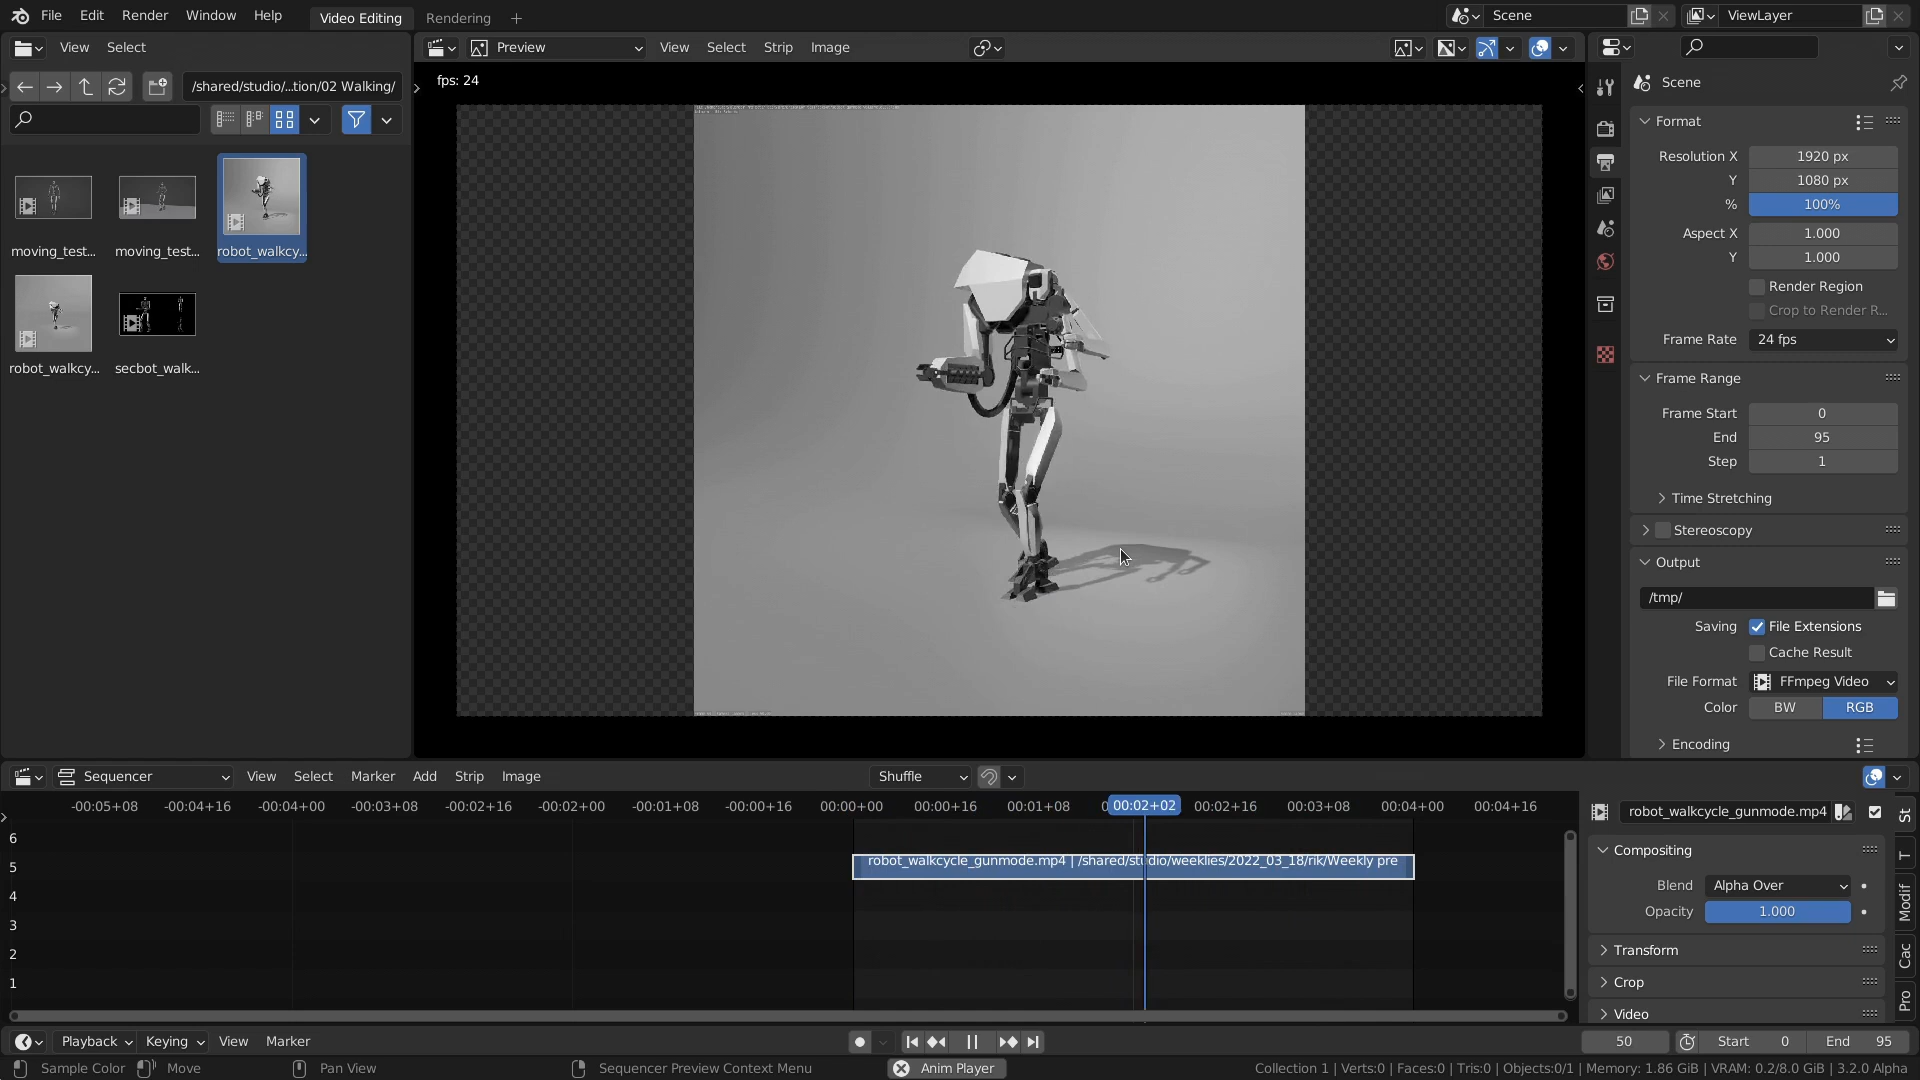 File Edit Render Window Help Video Editing Rendering + Scene ViewLayer
View Select Preview View Select Strip Image
/shared/studio/...tion/02 Walking/
fps: 24
Scene
Format
Resolution X 1920 px
Y 1080 px
% 100%
Aspect X 1.000
Y 1.000
Render Region
Crop to Render R...
Frame Rate 24 fps
Frame Range
Frame Start 0
End 95
Step 1
Time Stretching
Stereoscopy
Output
/tmp/
Saving File Extensions
Cache Result
File Format FFmpeg Video
Color BW RGB
Encoding
moving_test... moving_test... robot_walkcy...
robot_walkcy... secbot_walk...
Sequencer View Select Marker Add Strip Image Shuffle
-00:05+08 -00:04+16 -00:04+00 -00:03+08 -00:02+16 -00:02+00 -00:01+08 -00:00+16 00:00+00 00:00+16 00:01+08 0 00:02+02 00:02+16 00:03+08 00:04+00 00:04+16
6
5
4
3
2
1
robot_walkcycle_gunmode.mp4 | /shared/studio/weeklies/2022_03_18/rik/Weekly pre
robot_walkcycle_gunmode.mp4
Compositing
Blend Alpha Over
Opacity 1.000
Transform
Crop
Video
St
T
Modif
Cac
Pro
Playback Keying View Marker 50 Start 0 End 95
Sample Color Move Pan View Sequencer Preview Context Menu Anim Player Collection 1 | Verts:0 | Faces:0 | Tris:0 | Objects:0/1 | Memory: 1.86 GiB | VRAM: 0.2/8.0 GiB | 3.2.0 Alpha